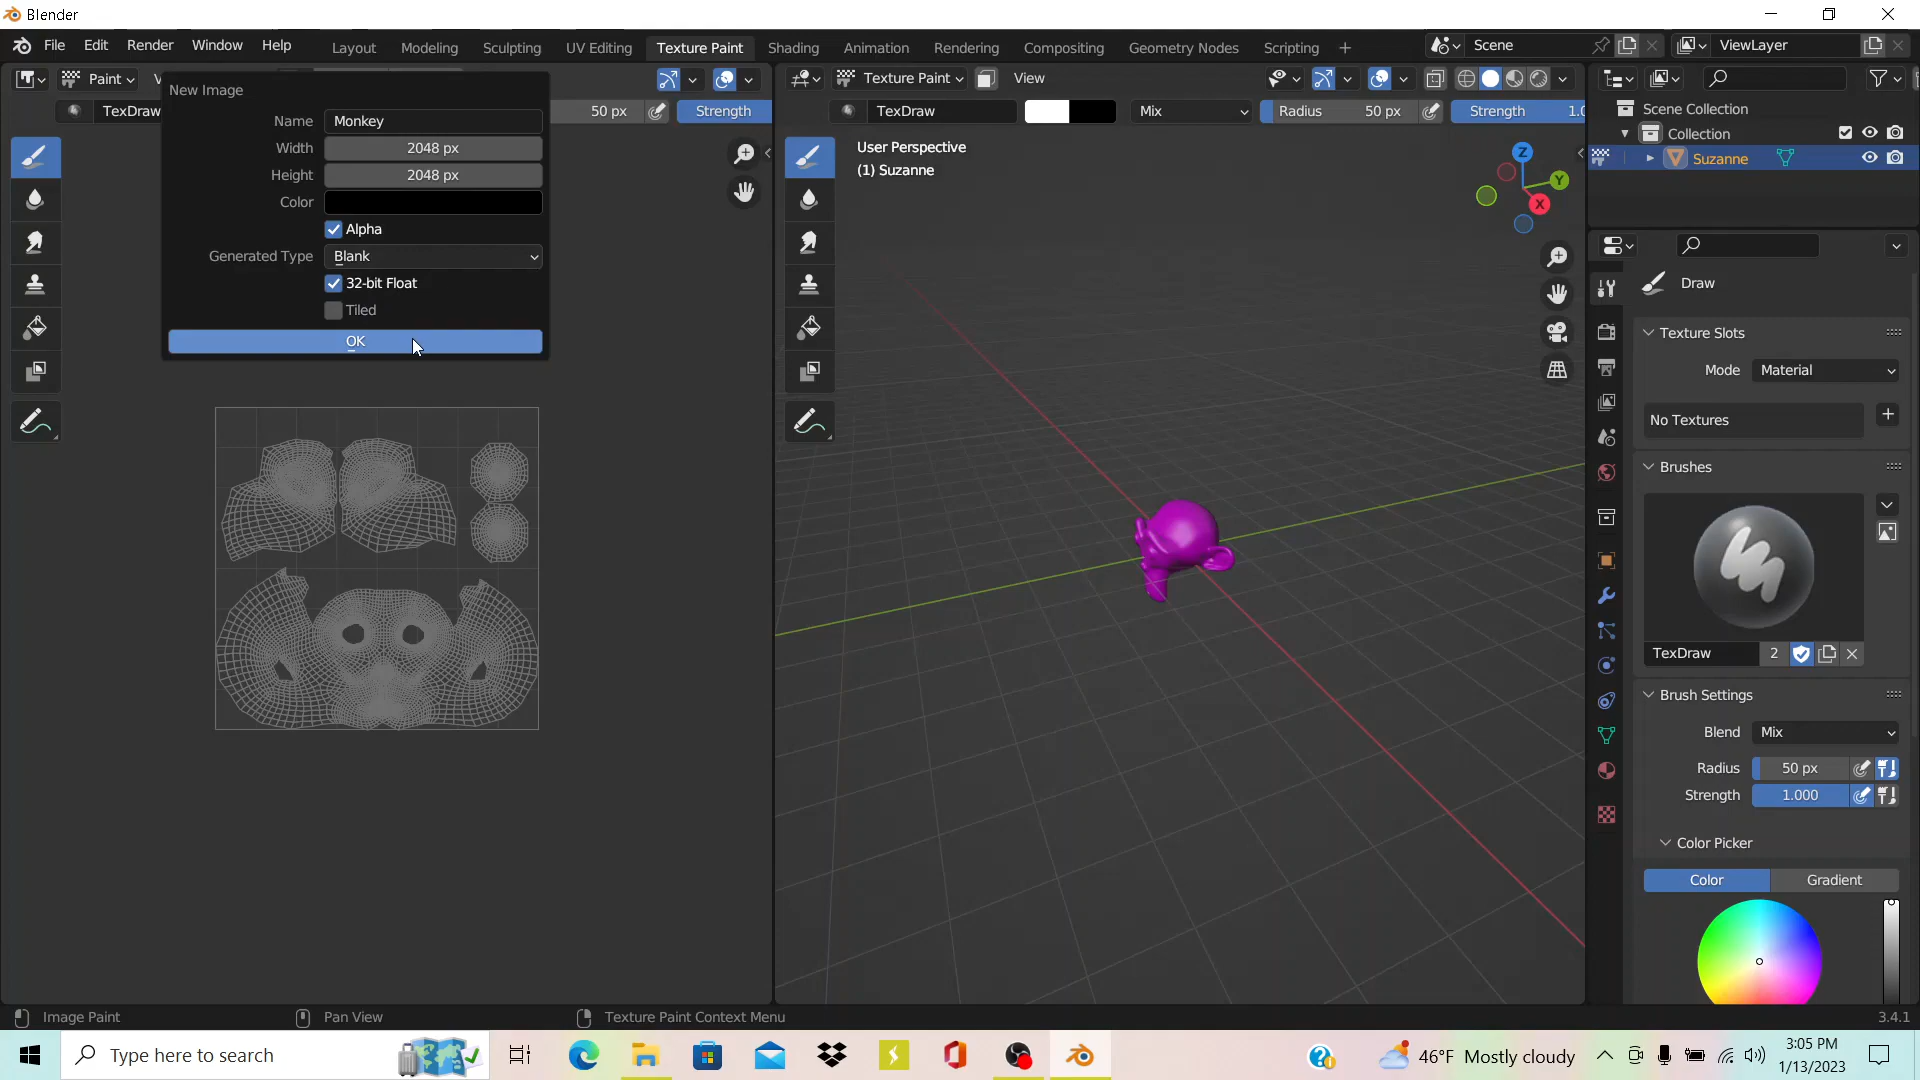 Blender
File Edit Render Window Help
Layout Modeling Sculpting UV Editing Texture Paint Shading Animation Rendering Compositing Geometry Nodes Scripting +
Scene
ViewLayer
Paint
TexDraw
50 px
Strength
New Image
Name Monkey
Width 2048 px
Height 2048 px
Color
Alpha
Generated Type Blank
32-bit Float
Tiled
OK
Texture Paint View
TexDraw
Mix
Radius 50 px
Strength
User Perspective
(1) Suzanne
Z
Y
X
Scene Collection
Collection
Suzanne
Draw
Texture Slots
Mode Material
No Textures
Brushes
TexDraw 2
Brush Settings
Blend Mix
Radius 50 px
Strength 1.000
Color Picker
Color Gradient
Image Paint
Pan View
Texture Paint Context Menu
3.4.1
Type here to search
46°F Mostly cloudy
3:05 PM
1/13/2023